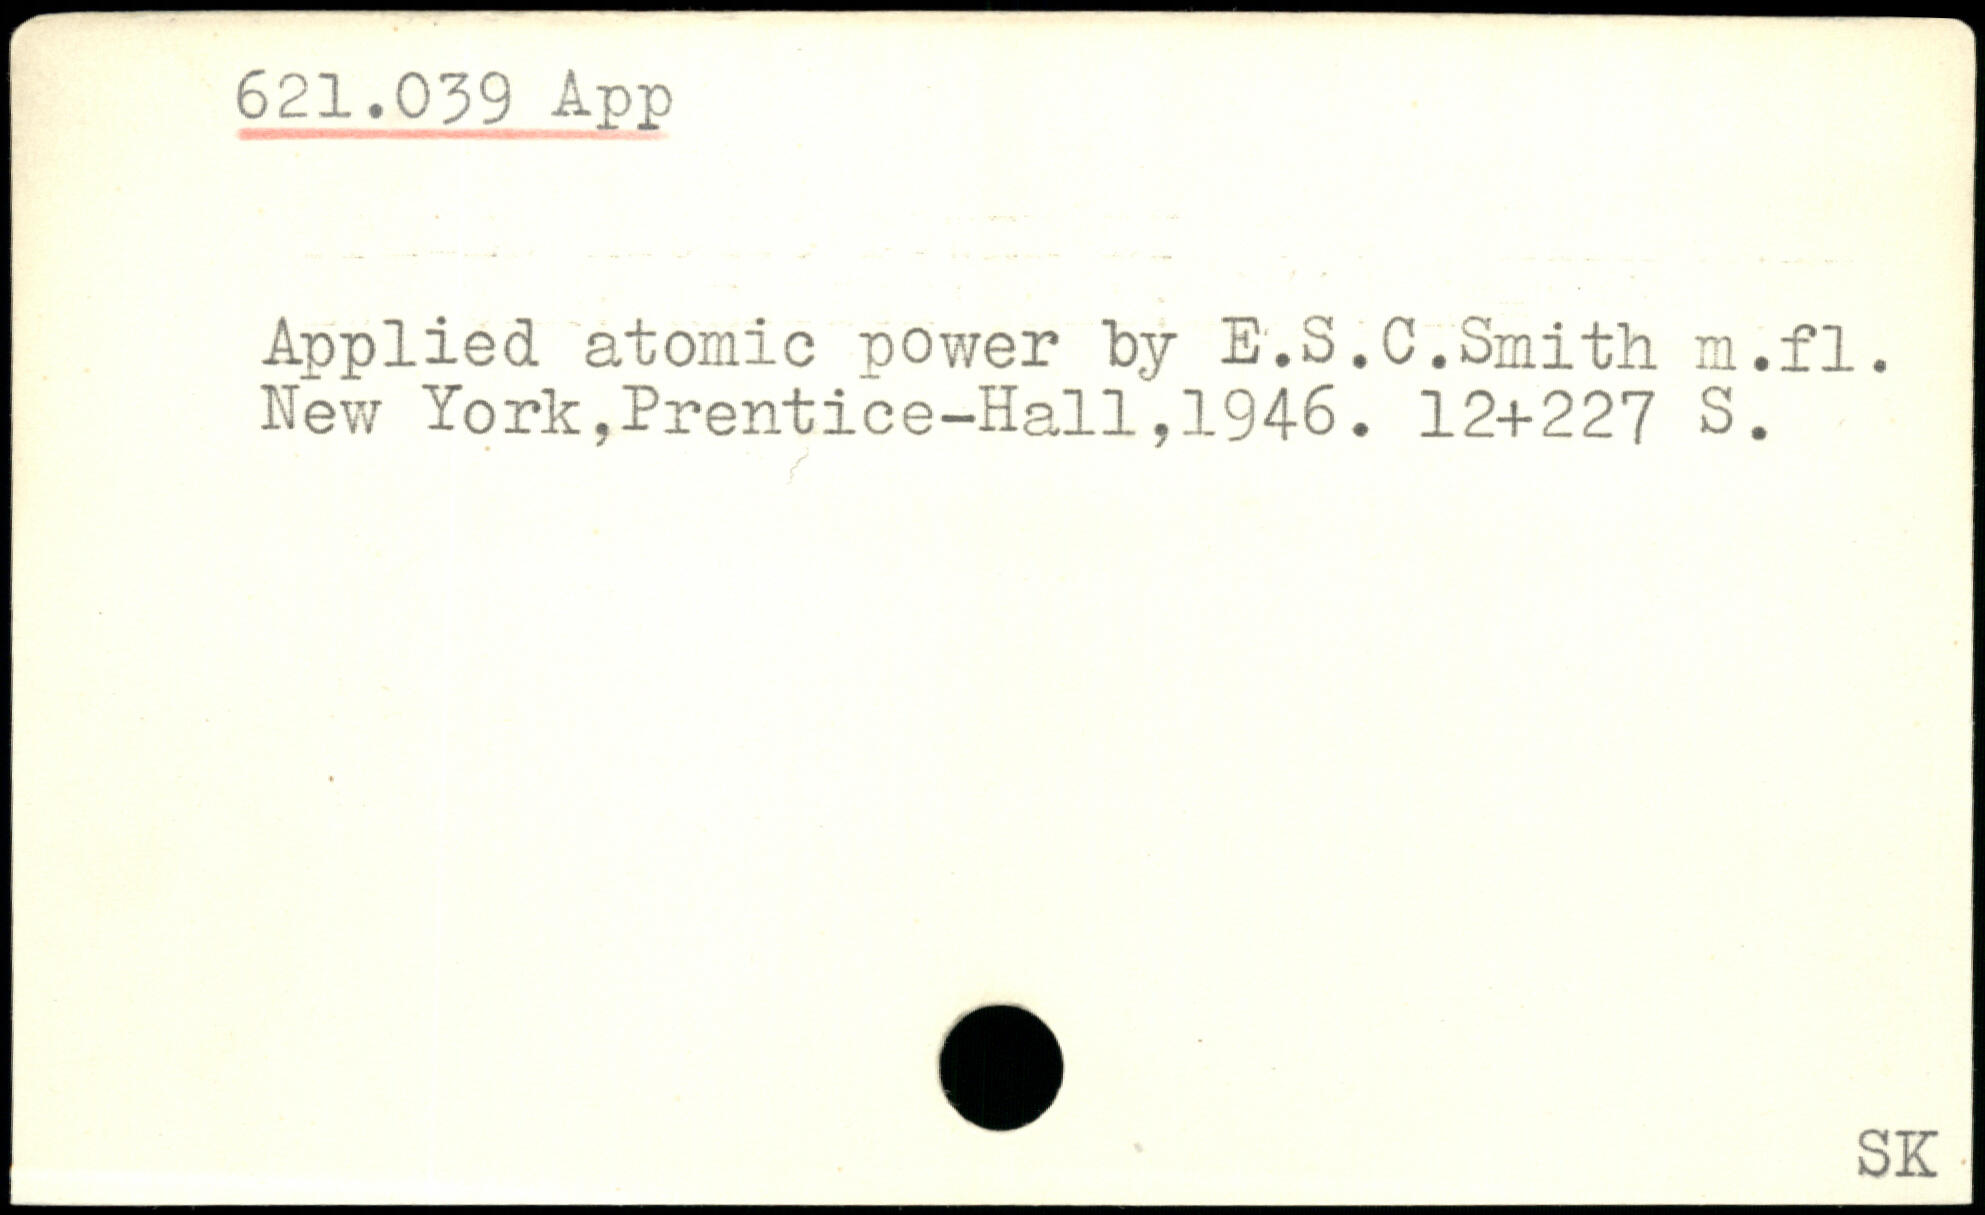 621.039 App
Applied atomic power by E.S.C.Smith m.fl.
New York,Prentice-Hall,1946. 12+227 S.
SK